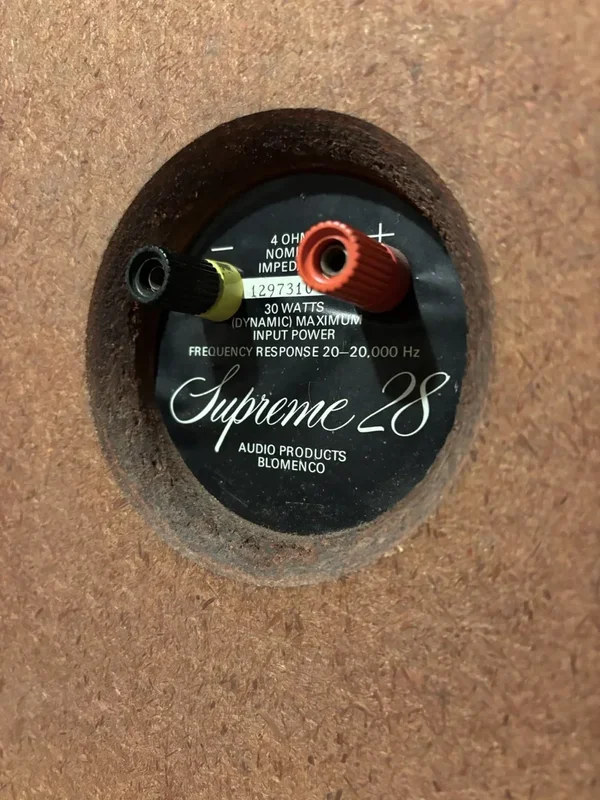 − +
4 OHM
NOMI
IMPED
1297310
30 WATTS
(DYNAMIC) MAXIMUM
INPUT POWER
FREQUENCY RESPONSE 20–20,000 Hz
Supreme 28
AUDIO PRODUCTS
BLOMENCO